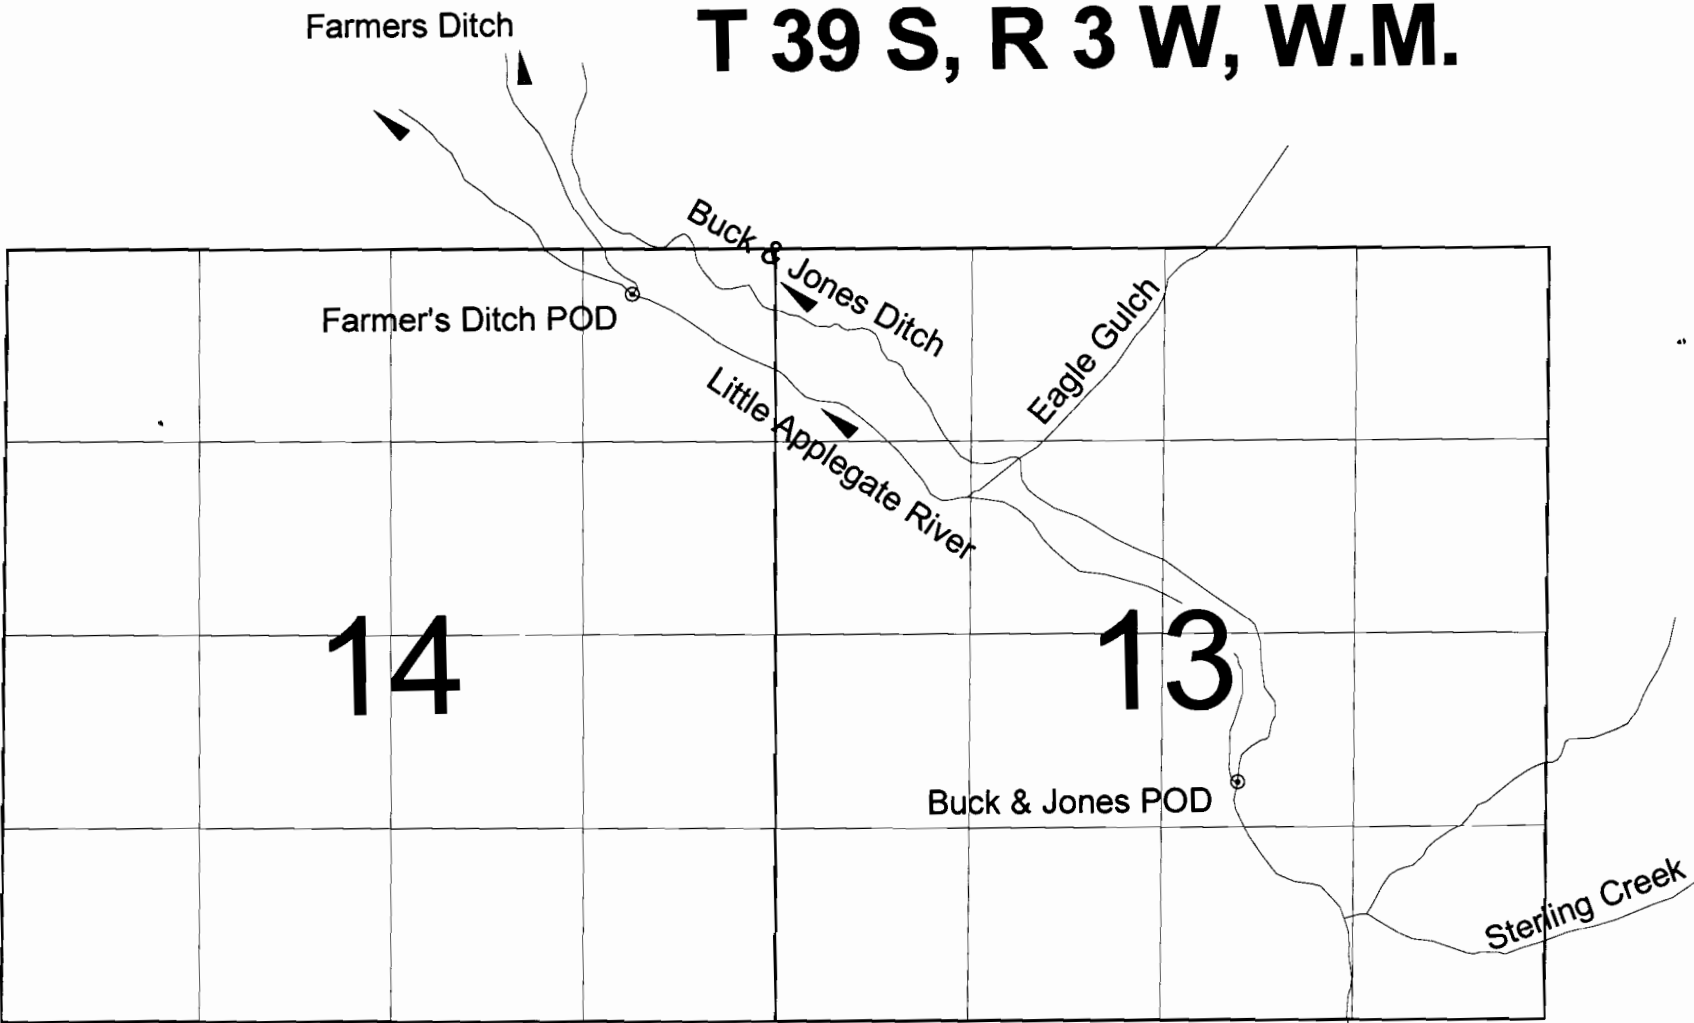 Farmers Ditch
T 39 S, R 3 W, W.M.
Buck & Jones Ditch
Eagle Gulch
Farmer's Ditch POD
Little Applegate River
14
13
Buck & Jones POD
Sterling Creek